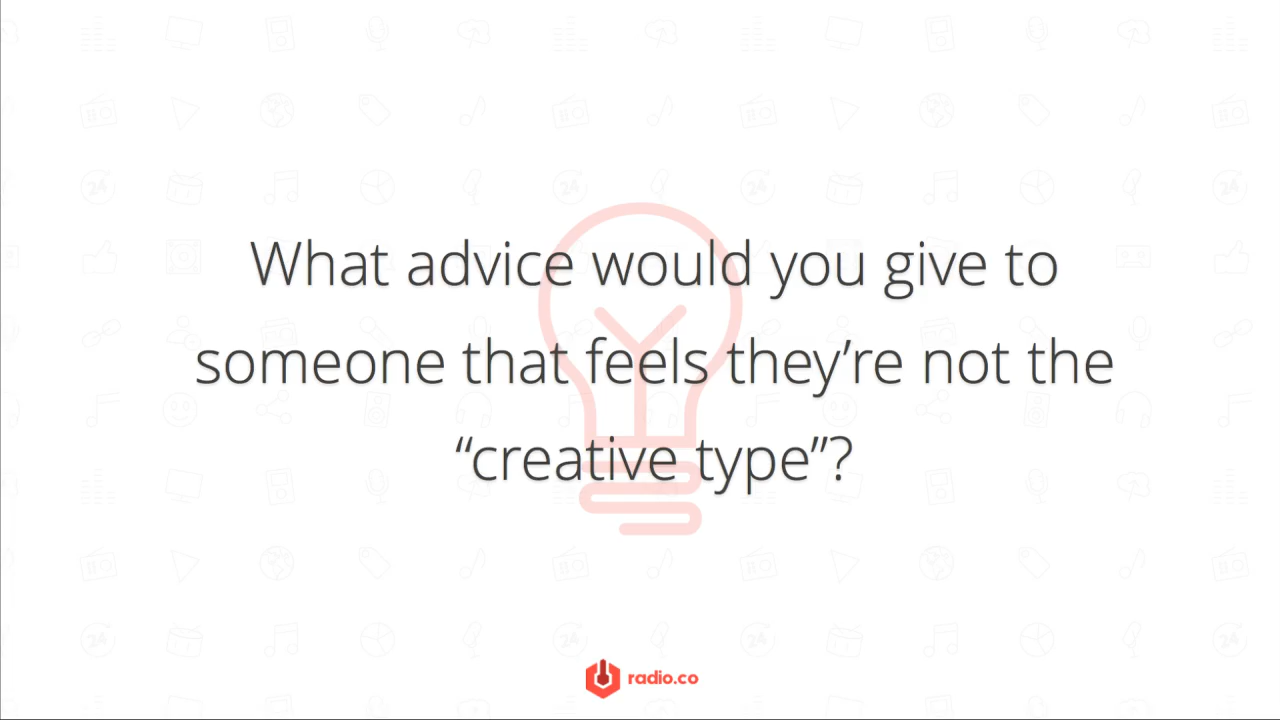 What advice would you give to
someone that feels they’re not the
“creative type”?
radio.co